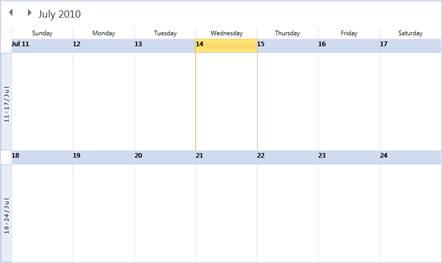 July 2010
Sunday Monday Tuesday Wednesday Thursday Friday Saturday
Jul 11 12 13 14 15 16 17
11-17/Jul
18 19 20 21 22 23 24
18-24/Jul